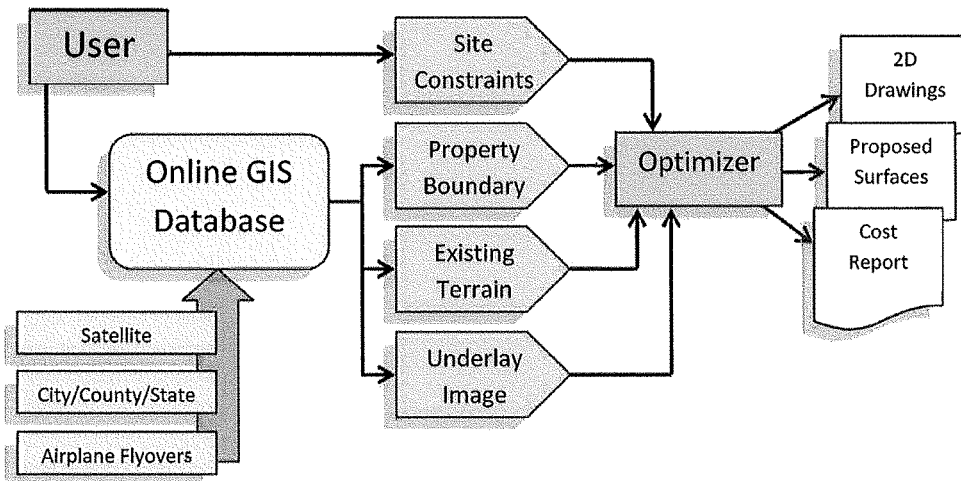 User
Site
Constraints
2D
Drawings
Online GIS
Database
Property
Boundary
Optimizer
Proposed
Surfaces
Existing
Terrain
Cost
Report
Satellite
City/County/State
Airplane Flyovers
Underlay
Image